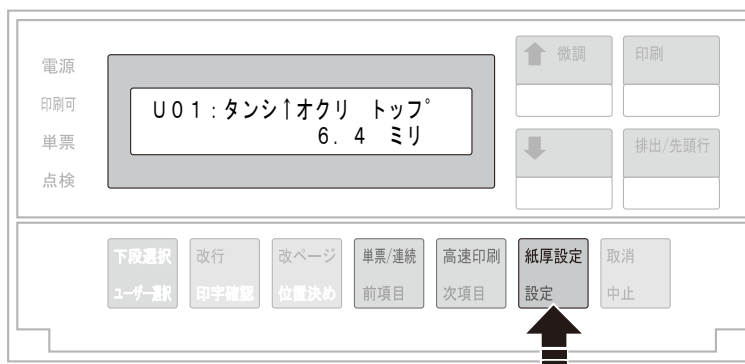 電源
印刷可
単票
点検
U01:タンシ↑オクリ トップ
6.4 ミリ
微調
印刷
排出/先頭行
下段選択
ユーザー選択
改行
印字確認
改ページ
位置決め
単票/連続
前項目
高速印刷
次項目
紙厚設定
設定
取消
中止